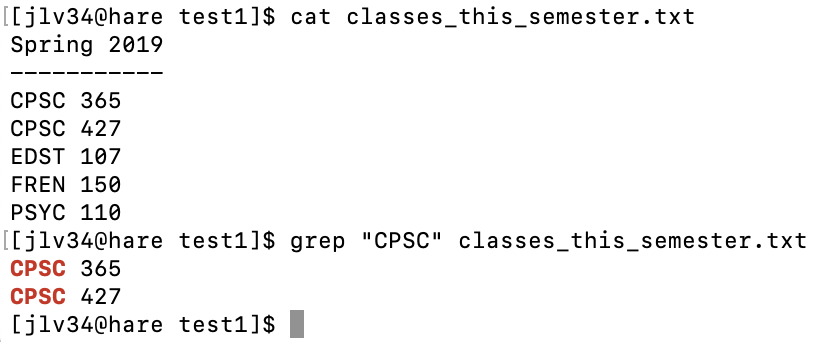 [jlv34@hare test1]$ cat classes_this_semester.txt
Spring 2019
-----------
CPSC 365
CPSC 427
EDST 107
FREN 150
PSYC 110
[jlv34@hare test1]$ grep "CPSC" classes_this_semester.txt
CPSC 365
CPSC 427
[jlv34@hare test1]$